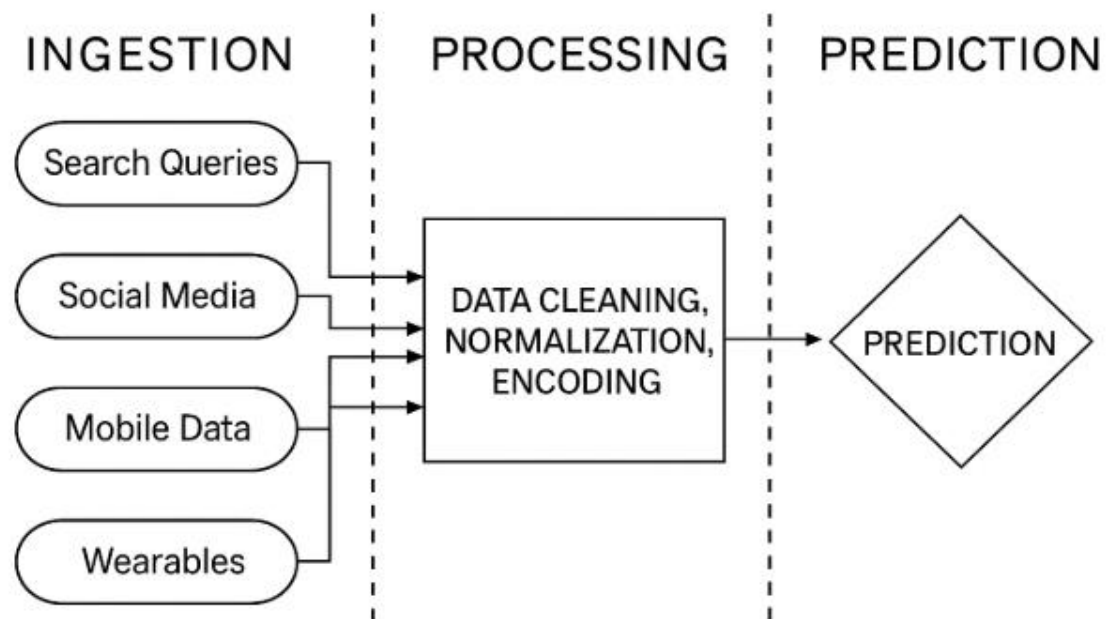 INGESTION
PROCESSING
PREDICTION
Search Queries
Social Media
Mobile Data
Wearables
DATA CLEANING,
NORMALIZATION,
ENCODING
PREDICTION